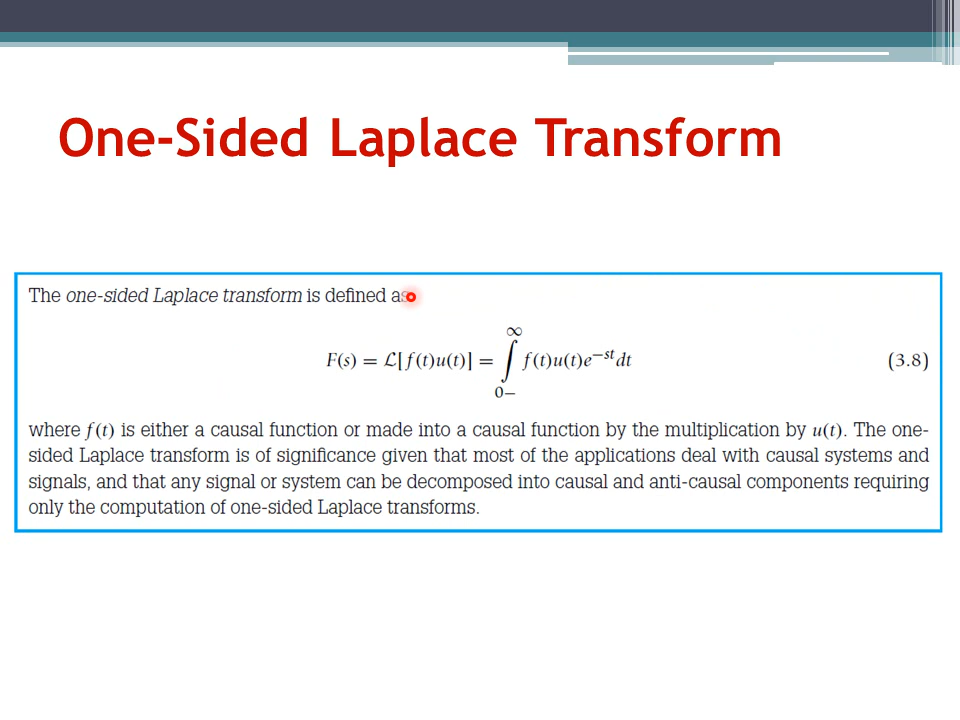 One-Sided Laplace Transform
The one-sided Laplace transform is defined as
∞
F(s) = ℒ[f(t)u(t)] = ∫ f(t)u(t)e^{−st}dt (3.8)
0−
where f(t) is either a causal function or made into a causal function by the multiplication by u(t). The one-
sided Laplace transform is of significance given that most of the applications deal with causal systems and
signals, and that any signal or system can be decomposed into causal and anti-causal components requiring
only the computation of one-sided Laplace transforms.